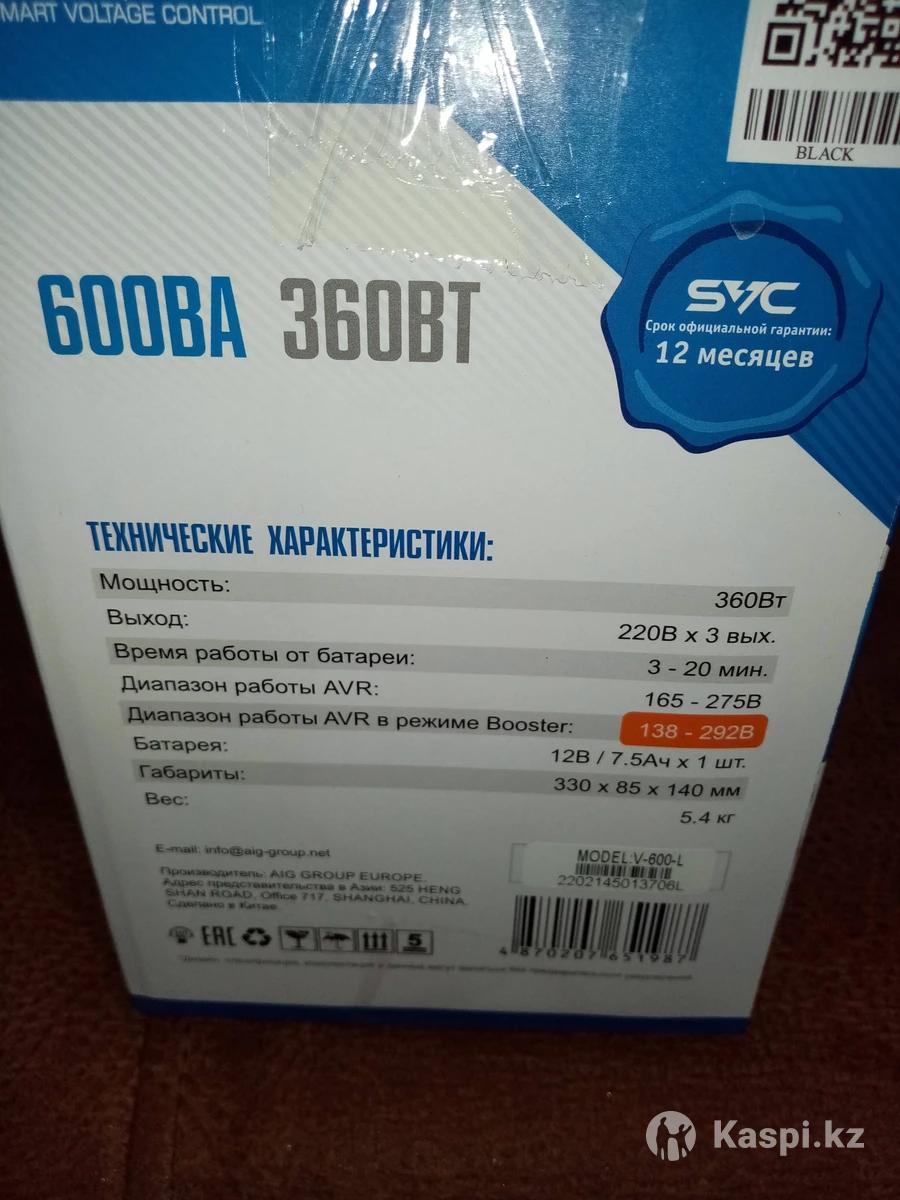 MART VOLTAGE CONTROL
BLACK
600ВА 360ВТ
SVC
Срок официальной гарантии:
12 месяцев
ТЕХНИЧЕСКИЕ ХАРАКТЕРИСТИКИ:
Мощность: 360Вт
Выход: 220В x 3 вых.
Время работы от батареи: 3 - 20 мин.
Диапазон работы AVR: 165 - 275В
Диапазон работы AVR в режиме Booster: 138 - 292В
Батарея: 12В / 7.5Ач x 1 шт.
Габариты: 330 x 85 x 140 мм
Вес: 5.4 кг
E-mail: info@aig-group.net
Производитель: AIG GROUP EUROPE.
Адрес представительства в Азии: 525 HENG
SHAN ROAD, Office 717, SHANGHAI, CHINA.
Сделано в Китае.
MODEL:V-600-L
2202145013706L
EAC
5
4 870207 651987
Kaspi.kz